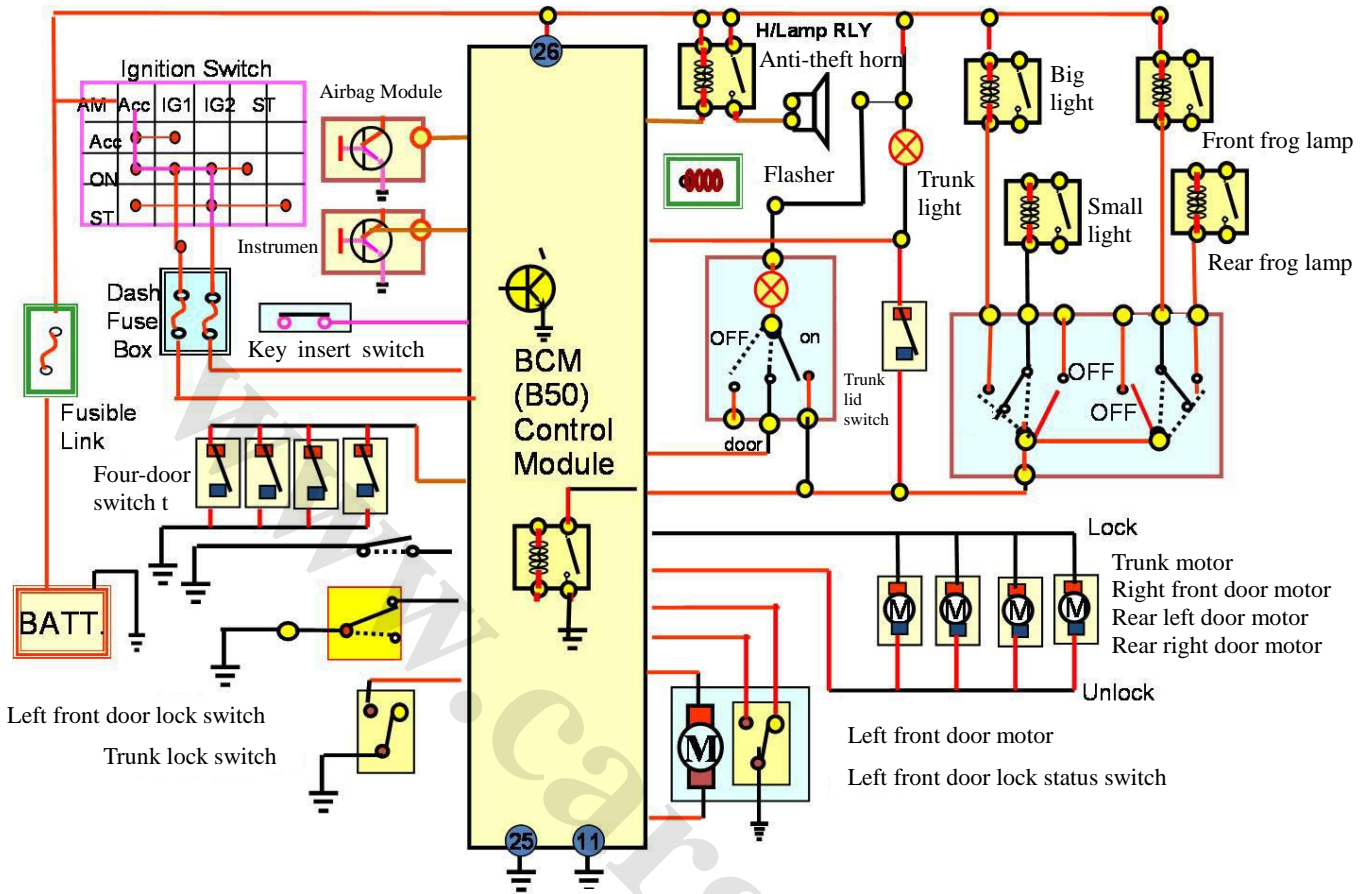 26
H/Lamp RLY
Anti-theft horn
Ignition Switch
AM Acc IG1 IG2 ST
Acc
ON
ST
Airbag Module
Instrumen
Big
light
Front frog lamp
Flasher
Trunk
light
Small
light
Rear frog lamp
Dash
Fuse
Box
Key insert switch
OFF
on
door
Trunk
lid
switch
OFF
OFF
BCM
(B50)
Control
Module
Fusible
Link
Four-door
switch t
BATT.
Lock
M
M
M
M
Trunk motor
Right front door motor
Rear left door motor
Rear right door motor
Unlock
Left front door lock switch
Trunk lock switch
M
Left front door motor
Left front door lock status switch
25
11